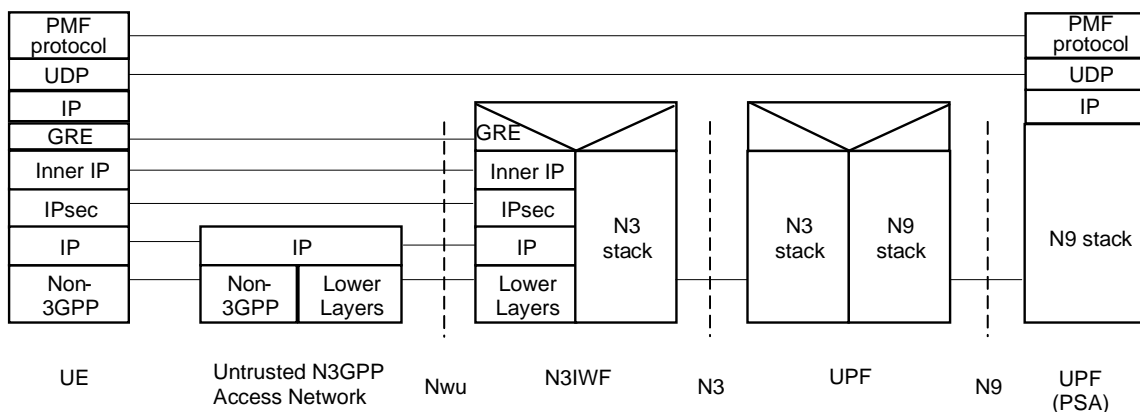 PMF
protocol
UDP
IP
GRE
Inner IP
IPsec
IP
Non-
3GPP
UE
IP
Non-
3GPP
Lower
Layers
Untrusted N3GPP
Access Network
Nwu
GRE
Inner IP
IPsec
IP
Lower
Layers
N3
stack
N3IWF
N3
N3
stack
N9
stack
UPF
N9
PMF
protocol
UDP
IP
N9 stack
UPF
(PSA)